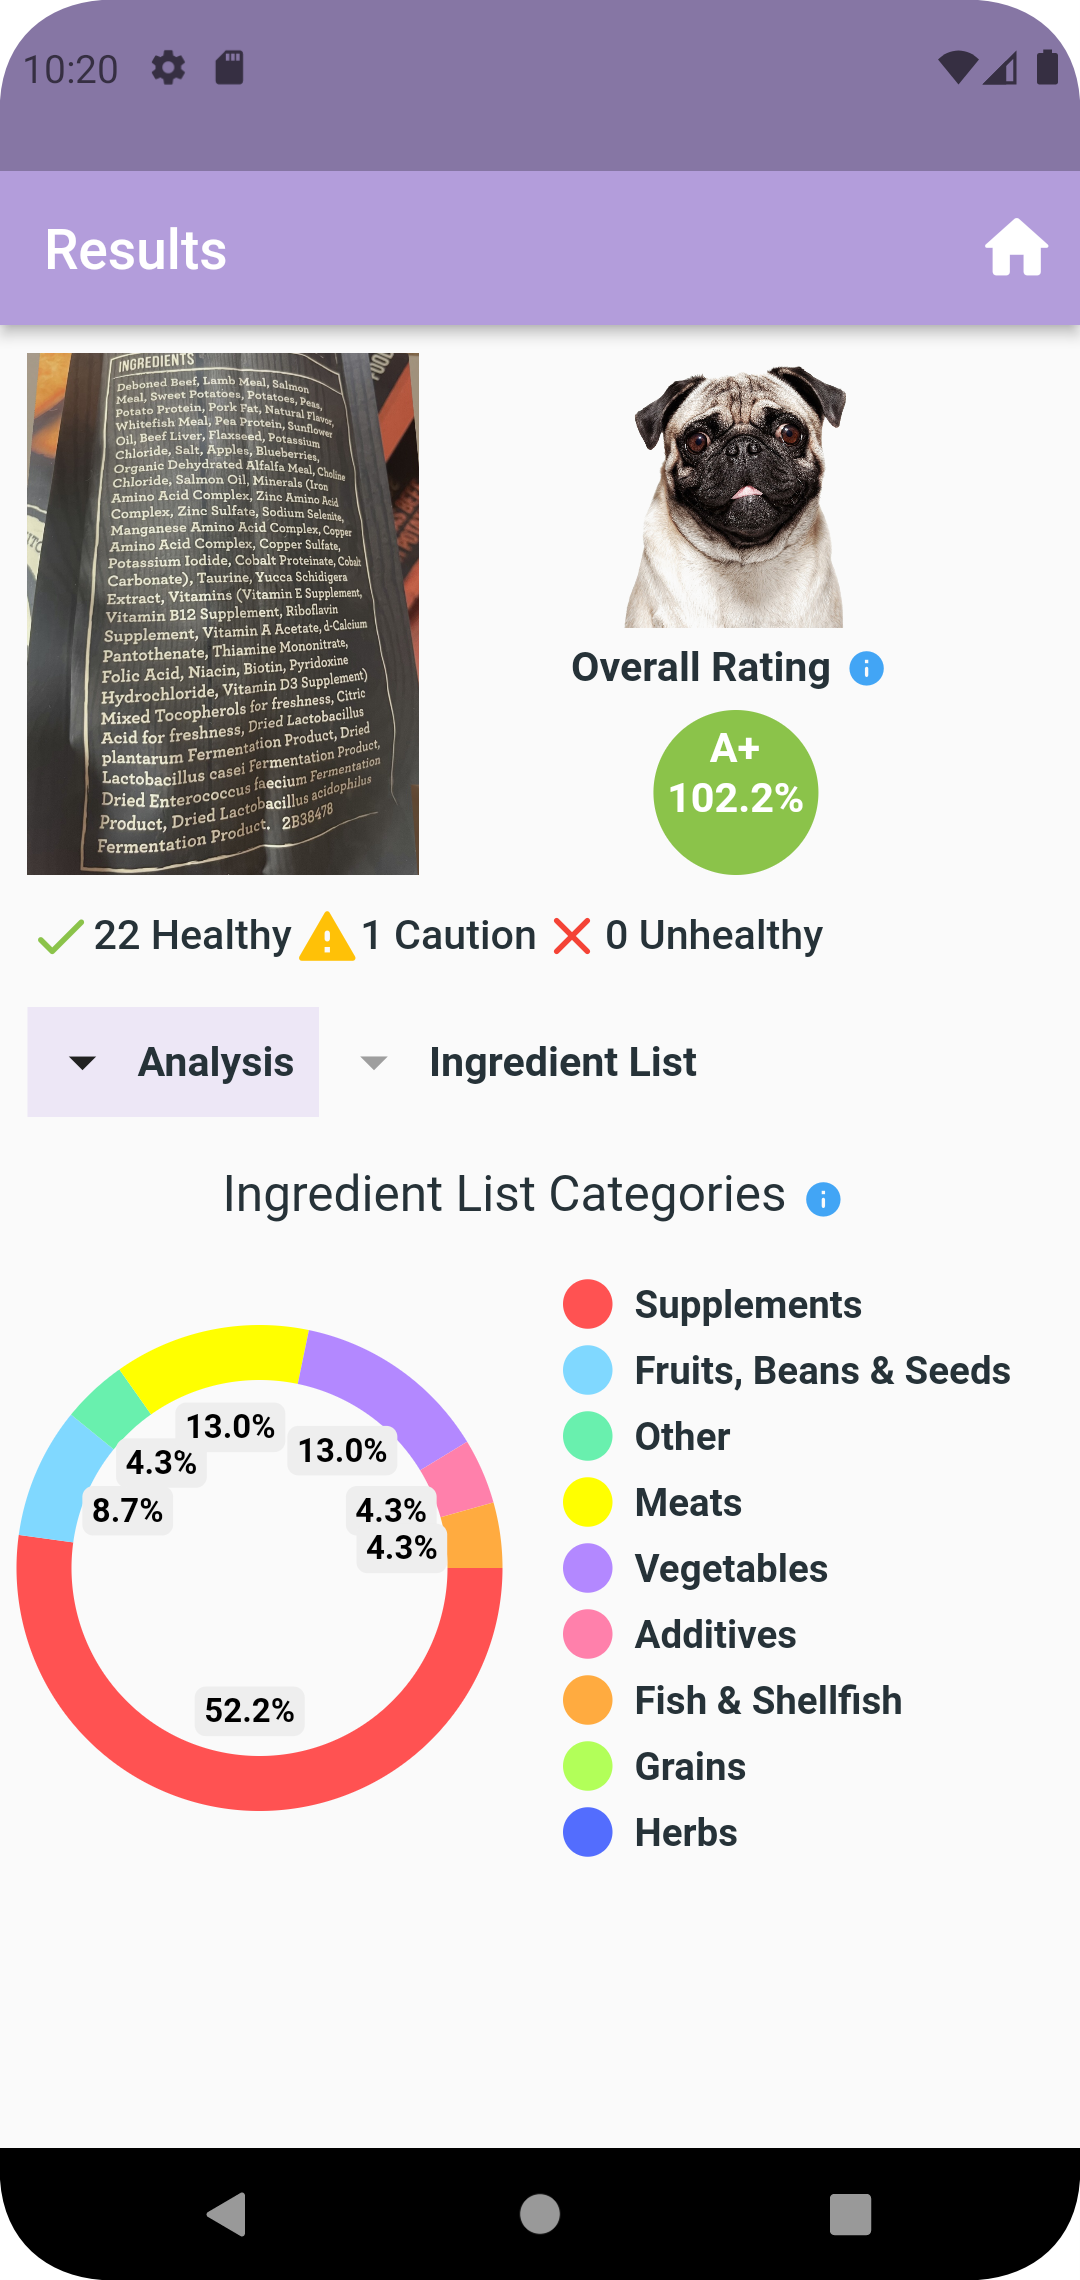 10:20
Results
INGREDIENTS
Deboned Beef, Lamb Meal, Salmon
Meal, Sweet Potatoes, Potatoes, Peas,
Potato Protein, Pork Fat, Natural Flavor,
Whitefish Meal, Pea Protein, Sunflower
Oil, Beef Liver, Flaxseed, Potassium
Chloride, Salt, Apples, Blueberries,
Organic Dehydrated Alfalfa Meal, Choline
Chloride, Salmon Oil, Minerals (Iron
Amino Acid Complex, Zinc Amino Acid
Complex, Zinc Sulfate, Sodium Selenite,
Manganese Amino Acid Complex, Copper
Amino Acid Complex, Copper Sulfate,
Potassium Iodide, Cobalt Proteinate, Cobalt
Carbonate), Taurine, Yucca Schidigera
Extract, Vitamins (Vitamin E Supplement,
Vitamin B12 Supplement, Riboflavin
Supplement, Vitamin A Acetate, d-Calcium
Pantothenate, Thiamine Mononitrate,
Folic Acid, Niacin, Biotin, Pyridoxine
Hydrochloride, Vitamin D3 Supplement)
Mixed Tocopherols for freshness, Citric
Acid for freshness, Dried Lactobacillus
plantarum Fermentation Product, Dried
Lactobacillus casei Fermentation Product,
Dried Enterococcus faecium Fermentation
Product, Dried Lactobacillus acidophilus
Fermentation Product. 2B38478
FOOD
Overall Rating
A+
102.2%
22 Healthy 1 Caution 0 Unhealthy
Analysis Ingredient List
Ingredient List Categories
13.0%
13.0%
4.3%
8.7%
4.3%
4.3%
52.2%
Supplements
Fruits, Beans & Seeds
Other
Meats
Vegetables
Additives
Fish & Shellfish
Grains
Herbs